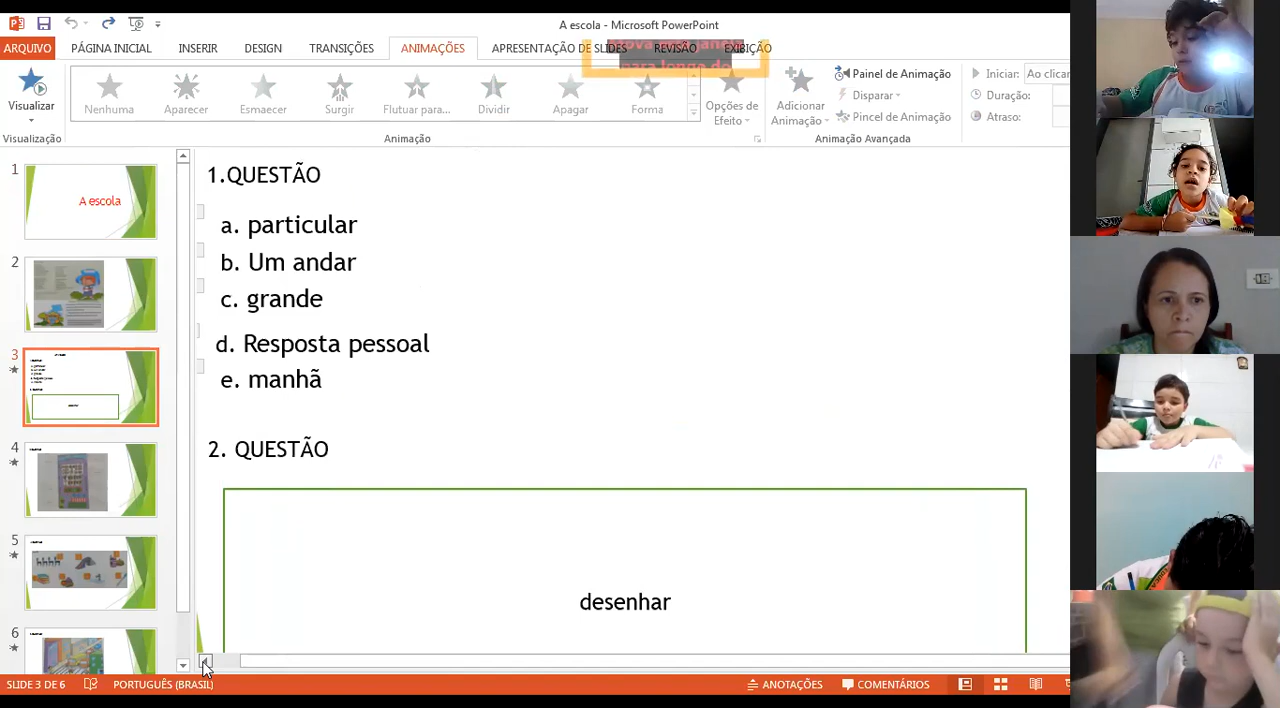 A escola - Microsoft PowerPoint
ARQUIVO PÁGINA INICIAL INSERIR DESIGN TRANSIÇÕES ANIMAÇÕES APRESENTAÇÃO DE SLIDES REVISÃO EXIBIÇÃO
Visualizar
Nenhuma Aparecer Esmaecer Surgir Flutuar para... Dividir Apagar Forma
Opções de Efeito
Adicionar Animação
Painel de Animação
Disparar
Pincel de Animação
Iniciar: Ao clicar
Duração:
Atraso:
Visualização Animação Animação Avançada
1
A escola
2
3
4
5
6
1.QUESTÃO
a. particular
b. Um andar
c. grande
d. Resposta pessoal
e. manhã
2. QUESTÃO
desenhar
SLIDE 3 DE 6 PORTUGUÊS (BRASIL) ANOTAÇÕES COMENTÁRIOS